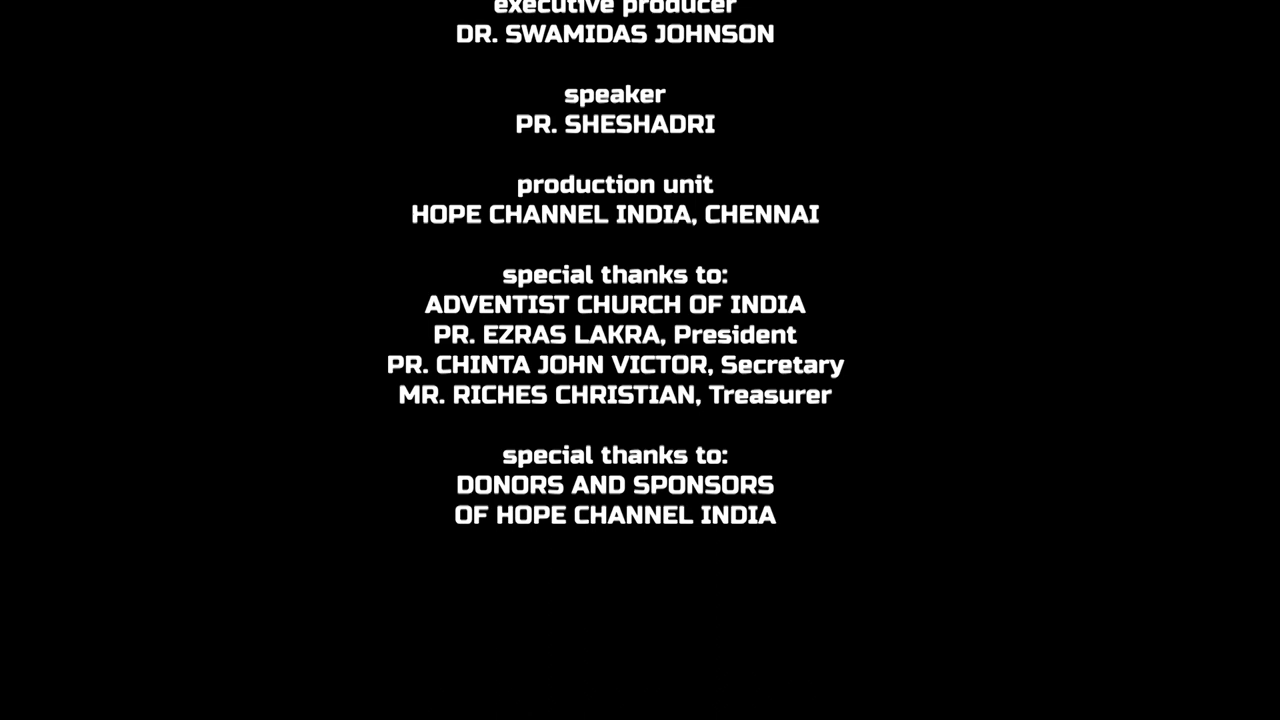 executive producer
DR. SWAMIDAS JOHNSON
speaker
PR. SHESHADRI
production unit
HOPE CHANNEL INDIA, CHENNAI
special thanks to:
ADVENTIST CHURCH OF INDIA
PR. EZRAS LAKRA, President
PR. CHINTA JOHN VICTOR, Secretary
MR. RICHES CHRISTIAN, Treasurer
special thanks to:
DONORS AND SPONSORS
OF HOPE CHANNEL INDIA